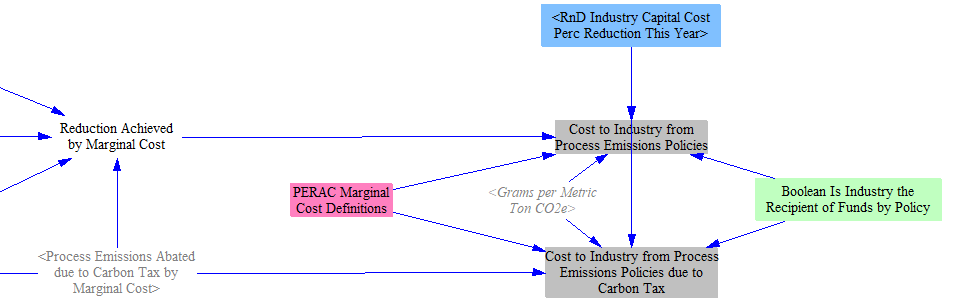 <RnD Industry Capital Cost
Perc Reduction This Year>
Reduction Achieved
by Marginal Cost
Cost to Industry from
Process Emissions Policies
PERAC Marginal
Cost Definitions
<Grams per Metric
Ton CO2e>
Boolean Is Industry the
Recipient of Funds by Policy
<Process Emissions Abated
due to Carbon Tax by
Marginal Cost>
Cost to Industry from Process
Emissions Policies due to
Carbon Tax